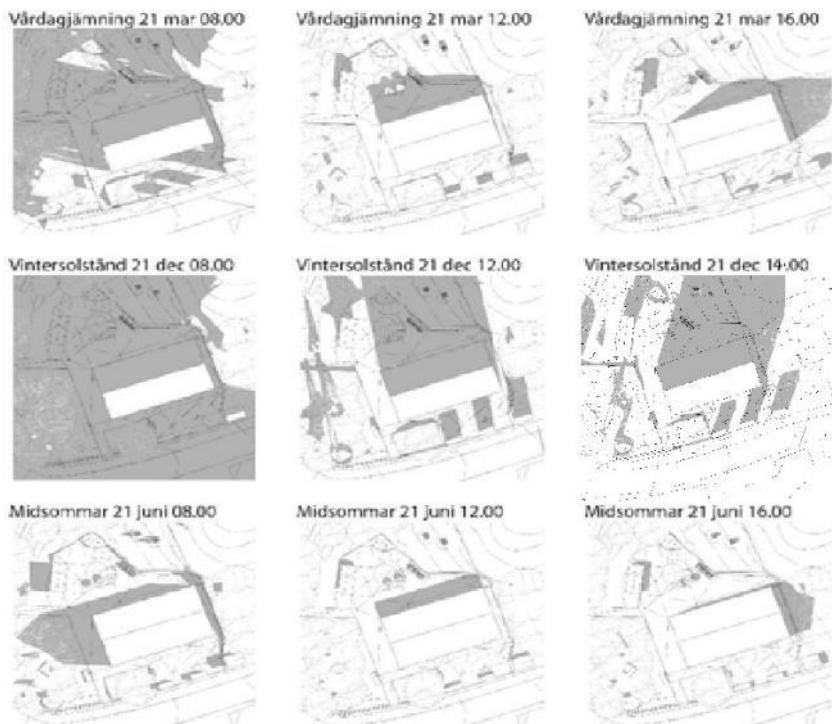 Vårdagjämning 21 mar 08.00
Vårdagjämning 21 mar 12.00
Vårdagjämning 21 mar 16.00
Vintersolstånd 21 dec 08.00
Vintersolstånd 21 dec 12.00
Vintersolstånd 21 dec 14.00
Midsommar 21 juni 08.00
Midsommar 21 juni 12.00
Midsommar 21 juni 16.00